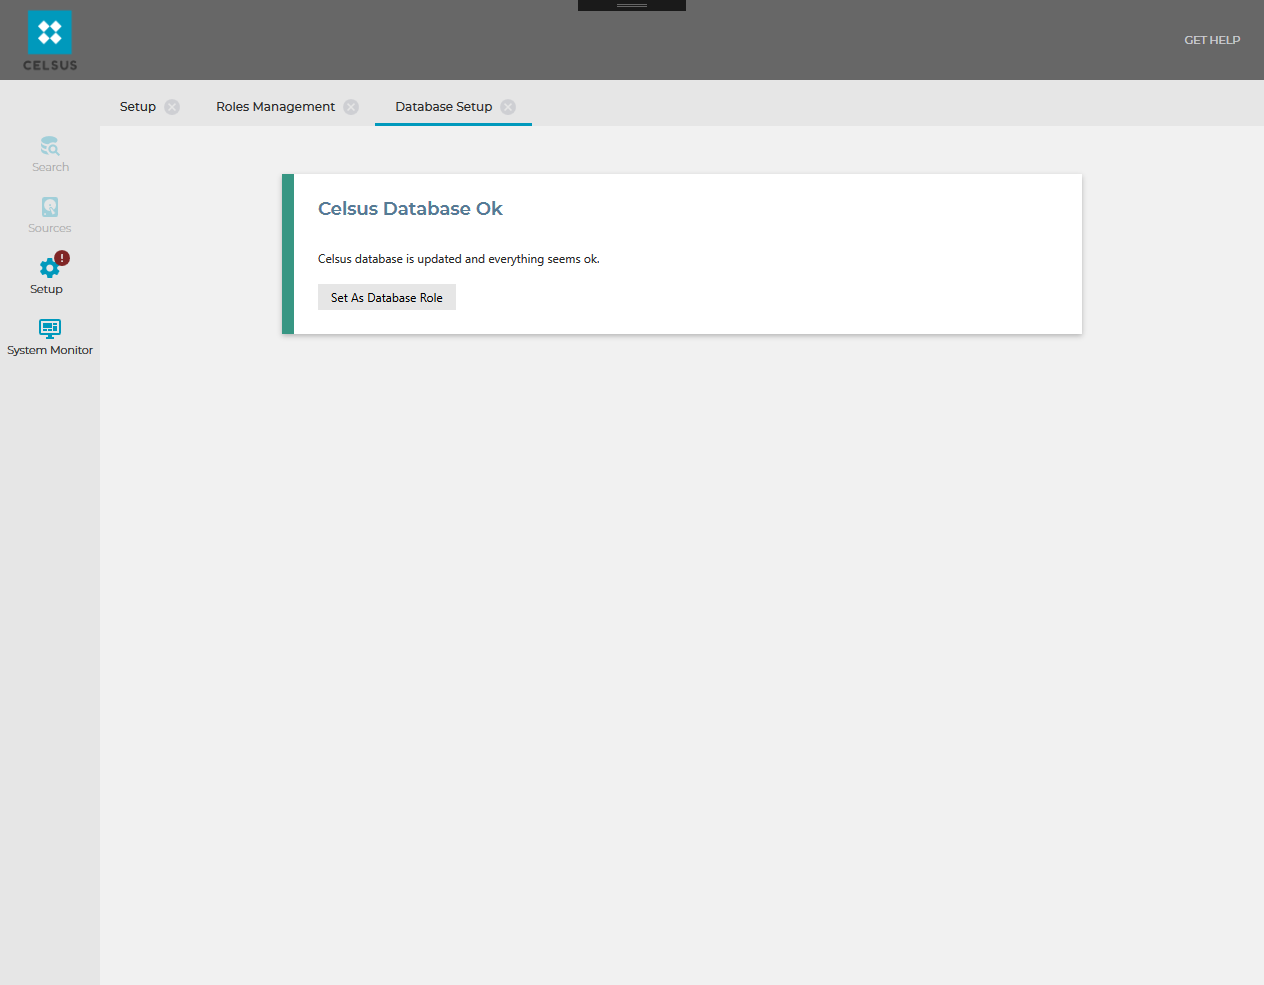 CELSUS
GET HELP
Setup
Roles Management
Database Setup
Search
Sources
!
Setup
System Monitor
Celsus Database Ok
Celsus database is updated and everything seems ok.
Set As Database Role